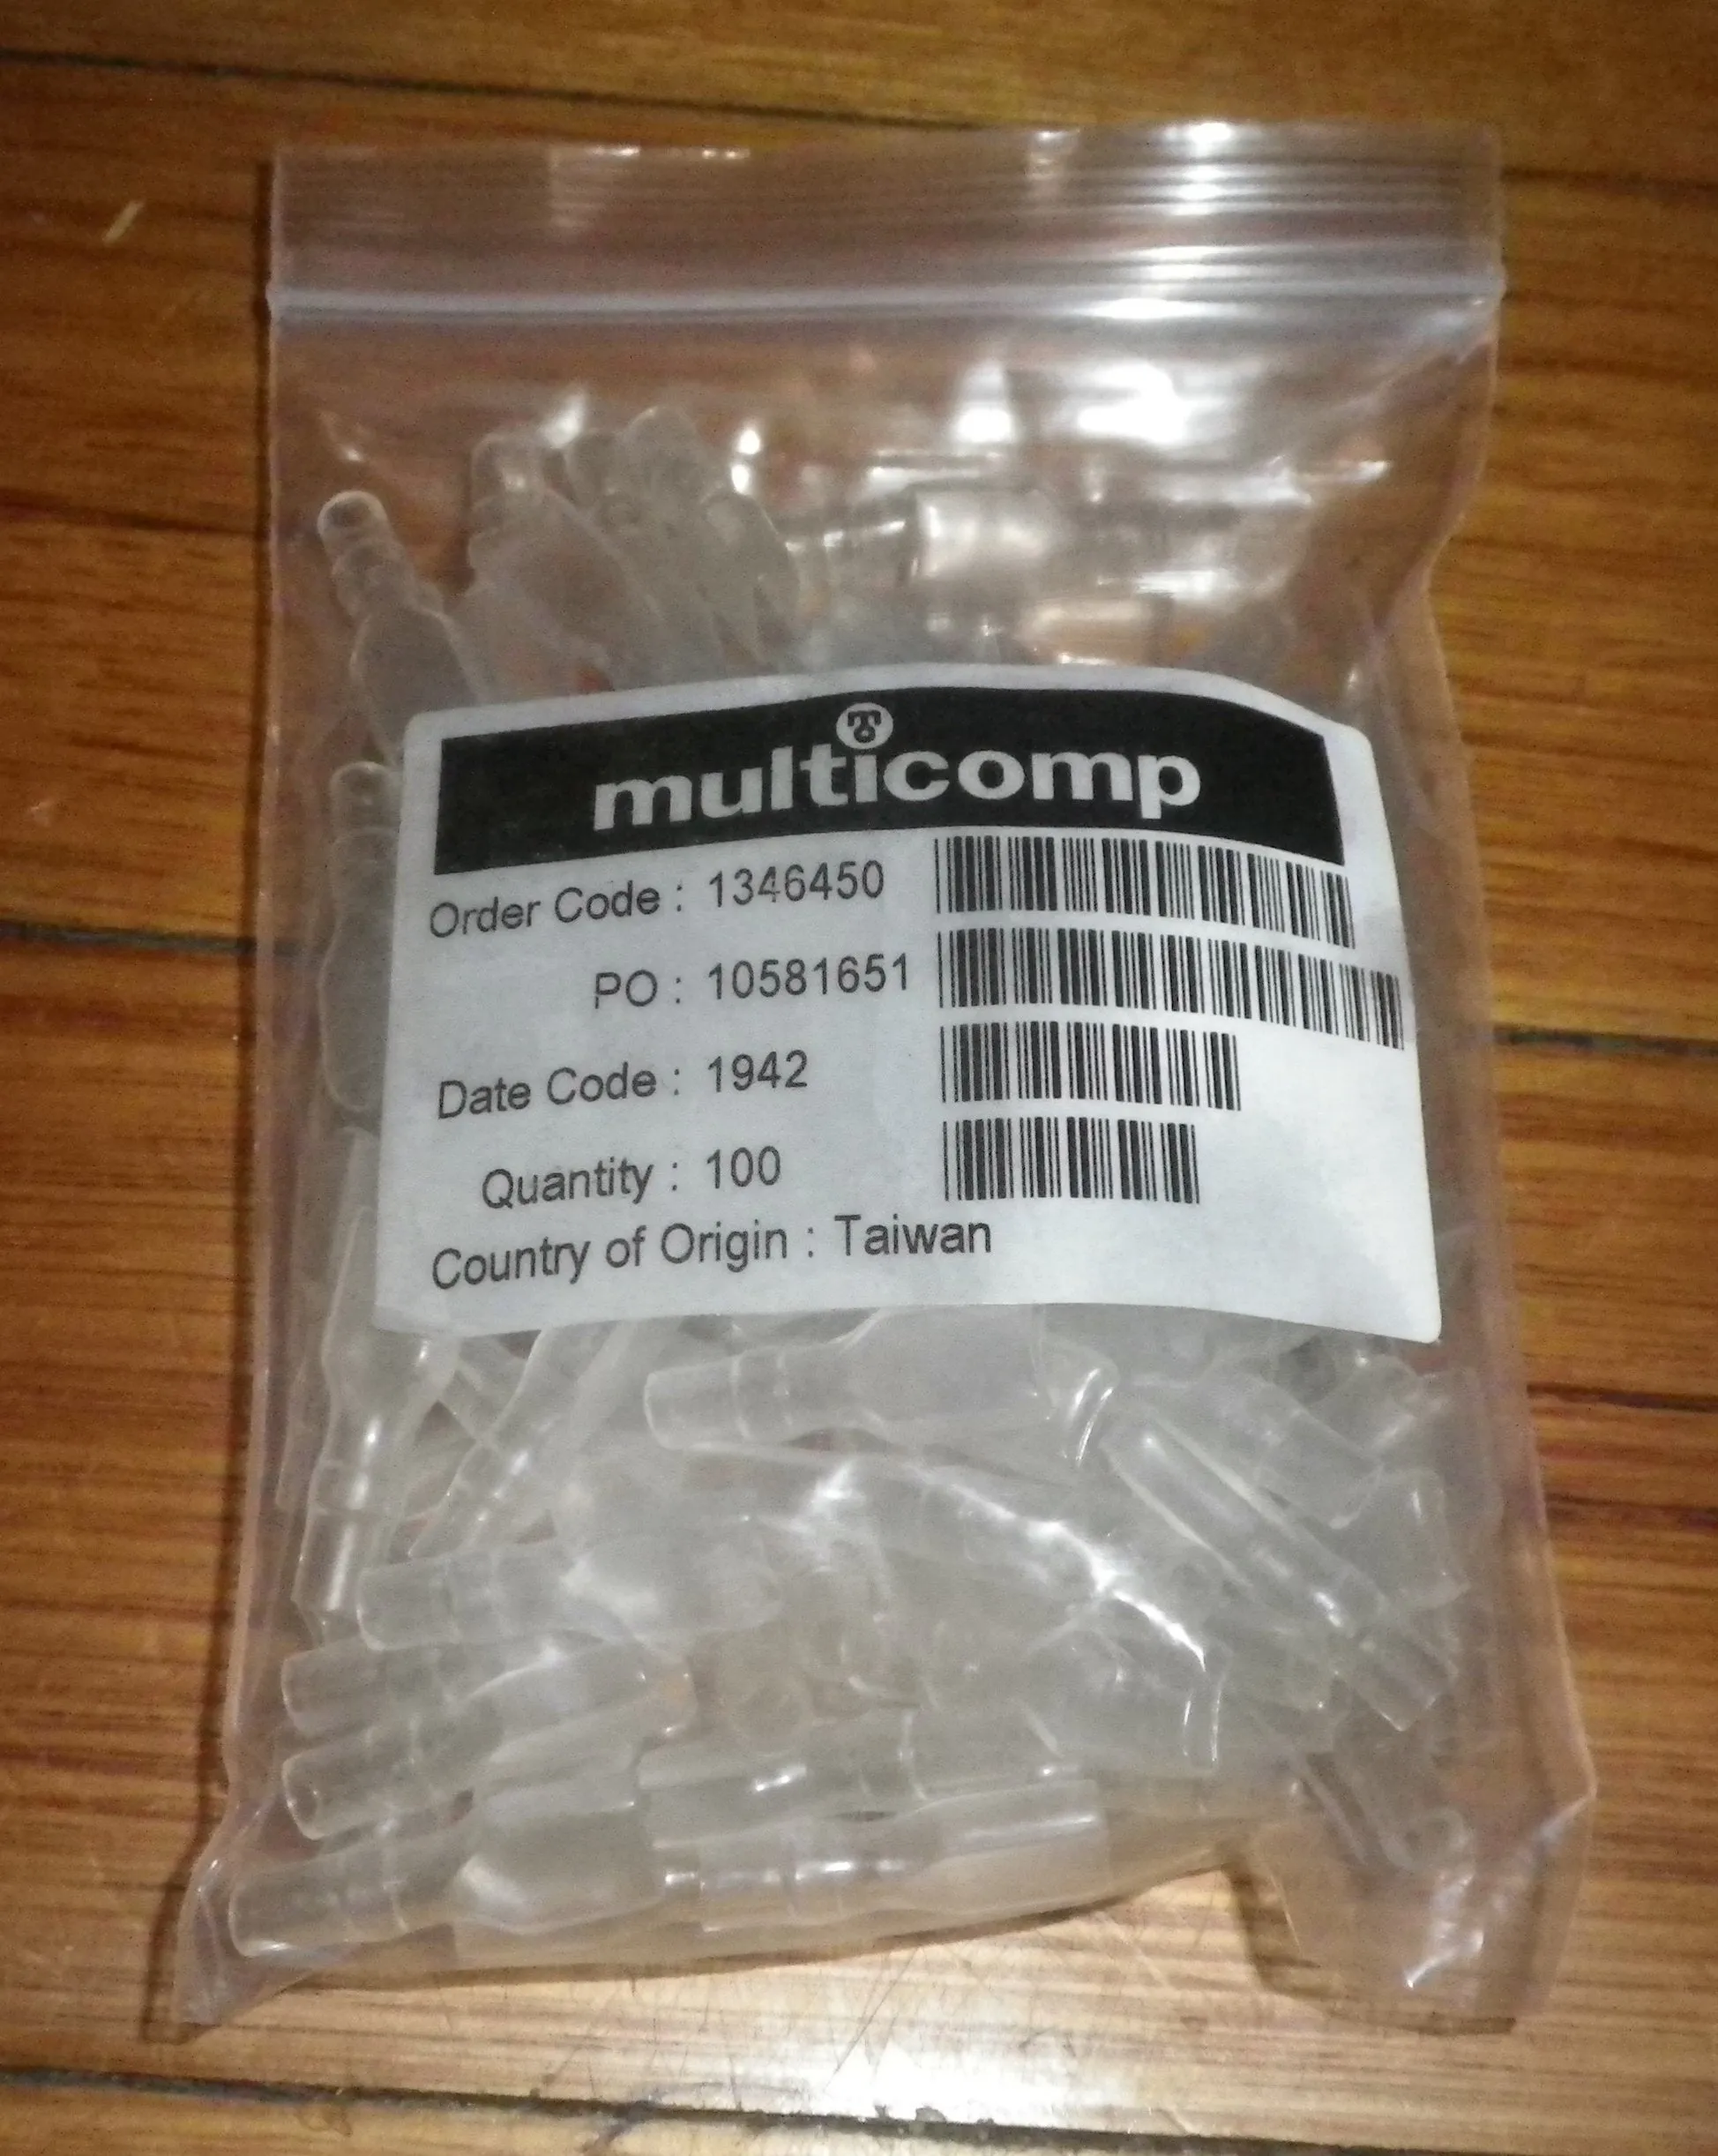 multicomp
Order Code : 1346450
PO : 10581651
Date Code : 1942
Quantity : 100
Country of Origin : Taiwan